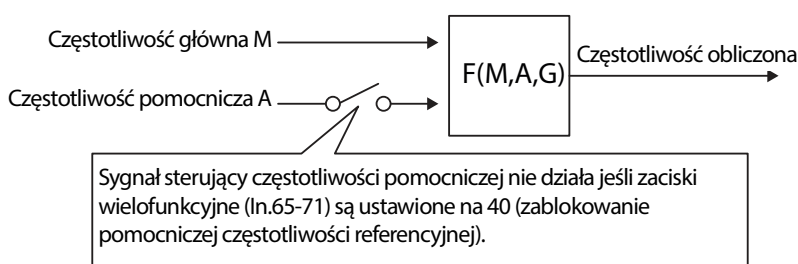 Częstotliwość główna M
F(M,A,G)
Częstotliwość obliczona
Częstotliwość pomocnicza A
Sygnał sterujący częstotliwości pomocniczej nie działa jeśli zaciski
wielofunkcyjne (In.65-71) są ustawione na 40 (zablokowanie
pomocniczej częstotliwości referencyjnej).